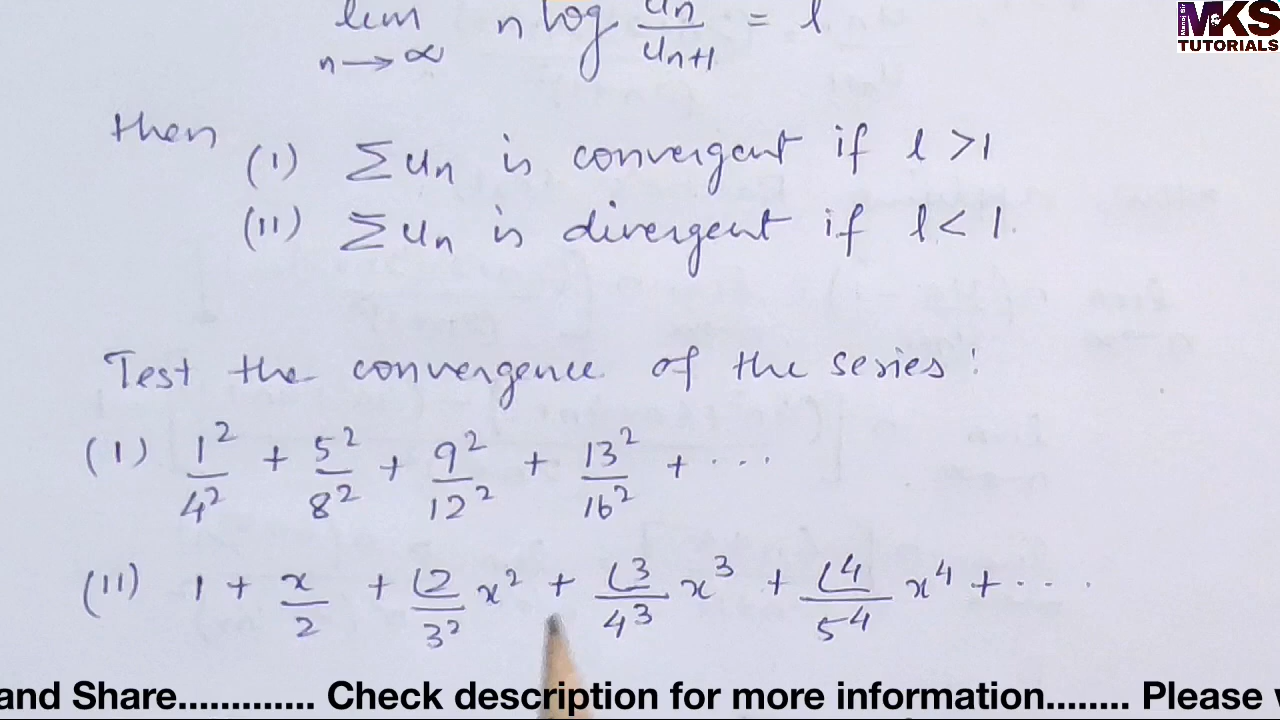 lim n log un/un+1 = l
n→∞
MKS
TUTORIALS
then (I) Σun is convergent if l >1
(II) Σun is divergent if l < 1.
Test the convergence of the series :
(I) 1²/4² + 5²/8² + 9²/12² + 13²/16² + ...
(II) 1 + x/2 + ⌊2/3² x² + ⌊3/4³ x³ + ⌊4/5⁴ x⁴ + ....
and Share............. Check description for more information........ Please